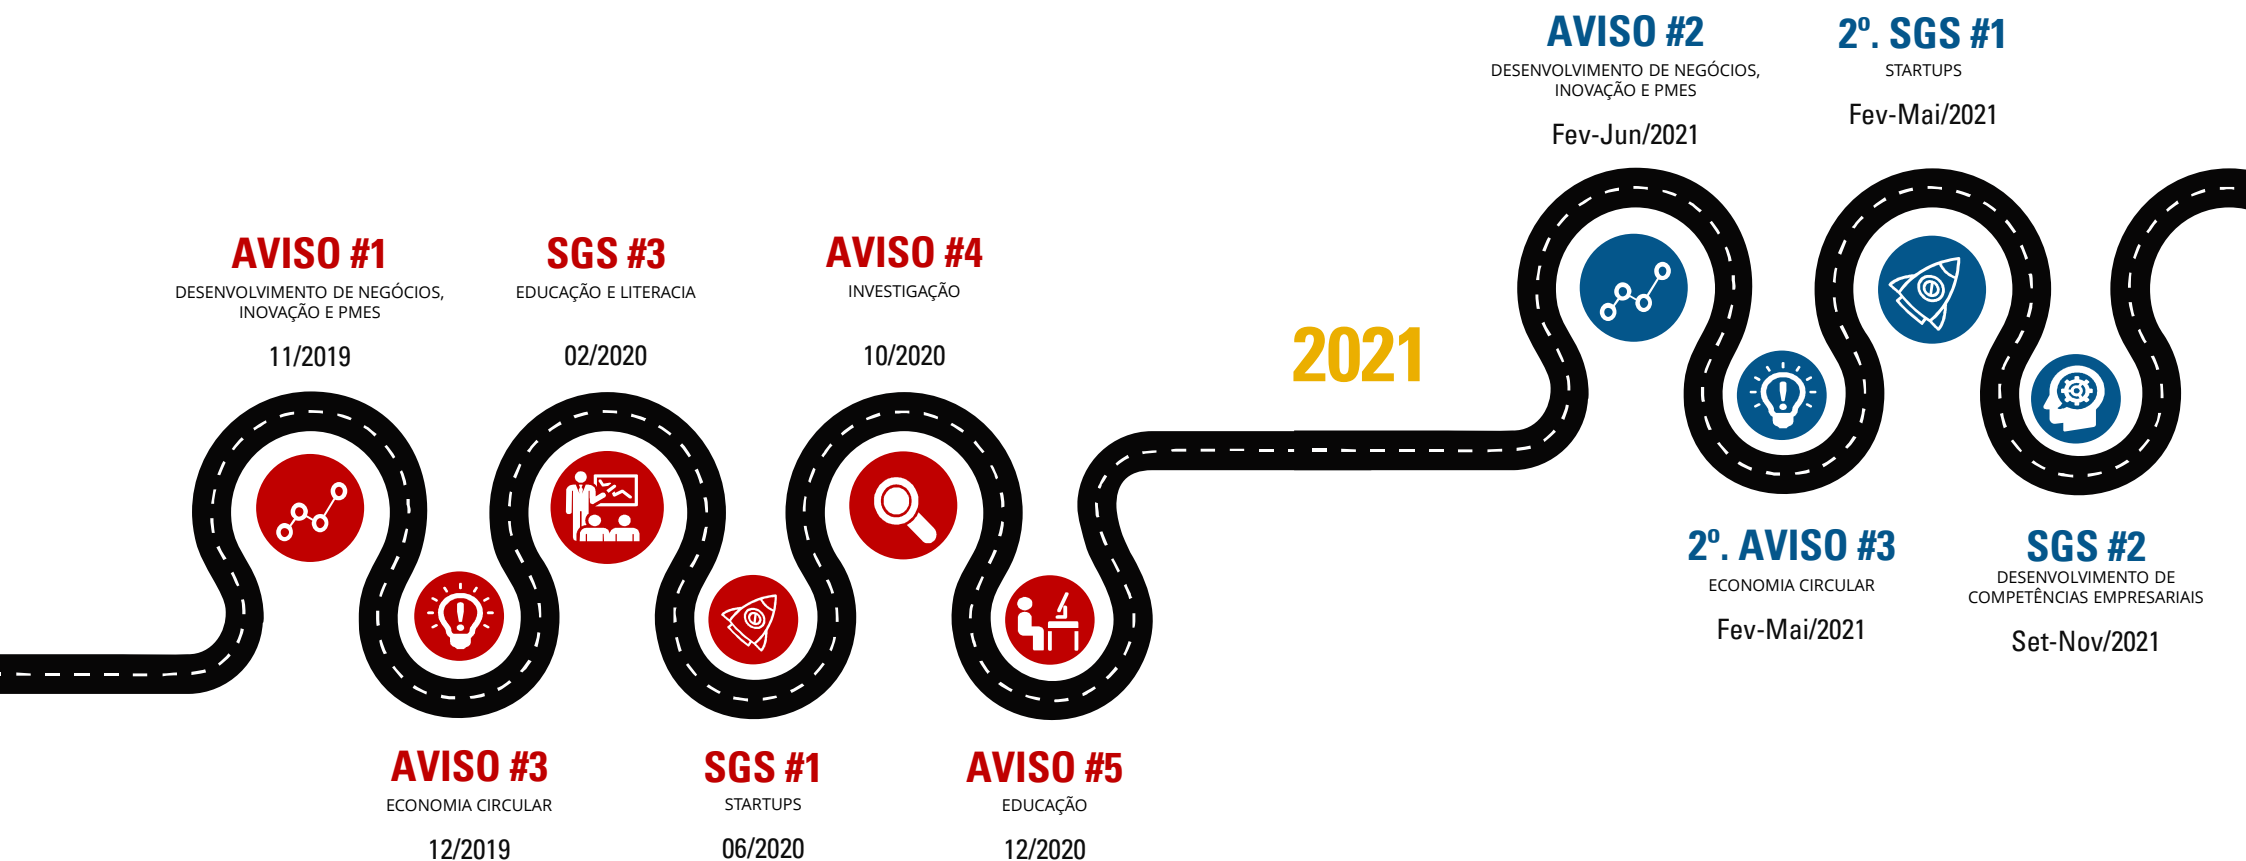 AVISO #1
DESENVOLVIMENTO DE NEGÓCIOS,
INOVAÇÃO E PMES
11/2019
AVISO #3
ECONOMIA CIRCULAR
12/2019
SGS #3
EDUCAÇÃO E LITERACIA
02/2020
SGS #1
STARTUPS
06/2020
AVISO #4
INVESTIGAÇÃO
10/2020
AVISO #5
EDUCAÇÃO
12/2020
2021
AVISO #2
DESENVOLVIMENTO DE NEGÓCIOS,
INOVAÇÃO E PMES
Fev-Jun/2021
2º. AVISO #3
ECONOMIA CIRCULAR
Fev-Mai/2021
2º. SGS #1
STARTUPS
Fev-Mai/2021
SGS #2
DESENVOLVIMENTO DE
COMPETÊNCIAS EMPRESARIAIS
Set-Nov/2021